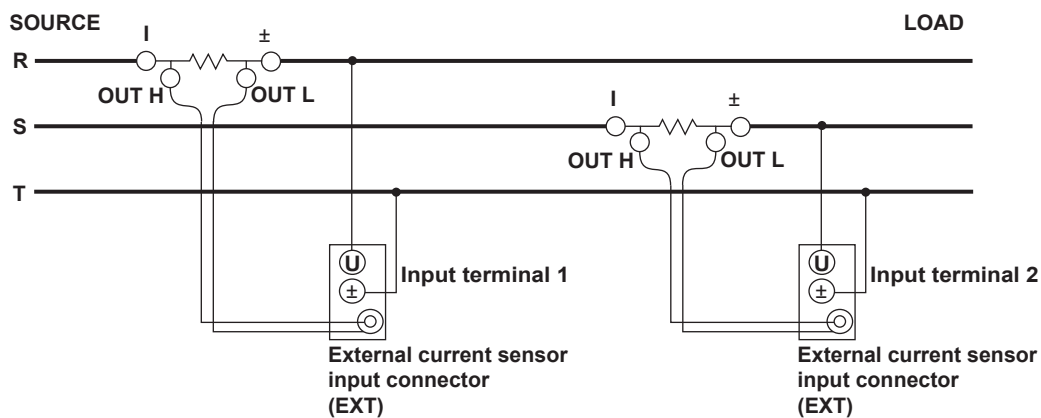 SOURCE
LOAD
I
±
R
OUT H
OUT L
I
±
S
OUT H
OUT L
T
U
Input terminal 1
±
U
Input terminal 2
±
External current sensor
input connector
(EXT)
External current sensor
input connector
(EXT)